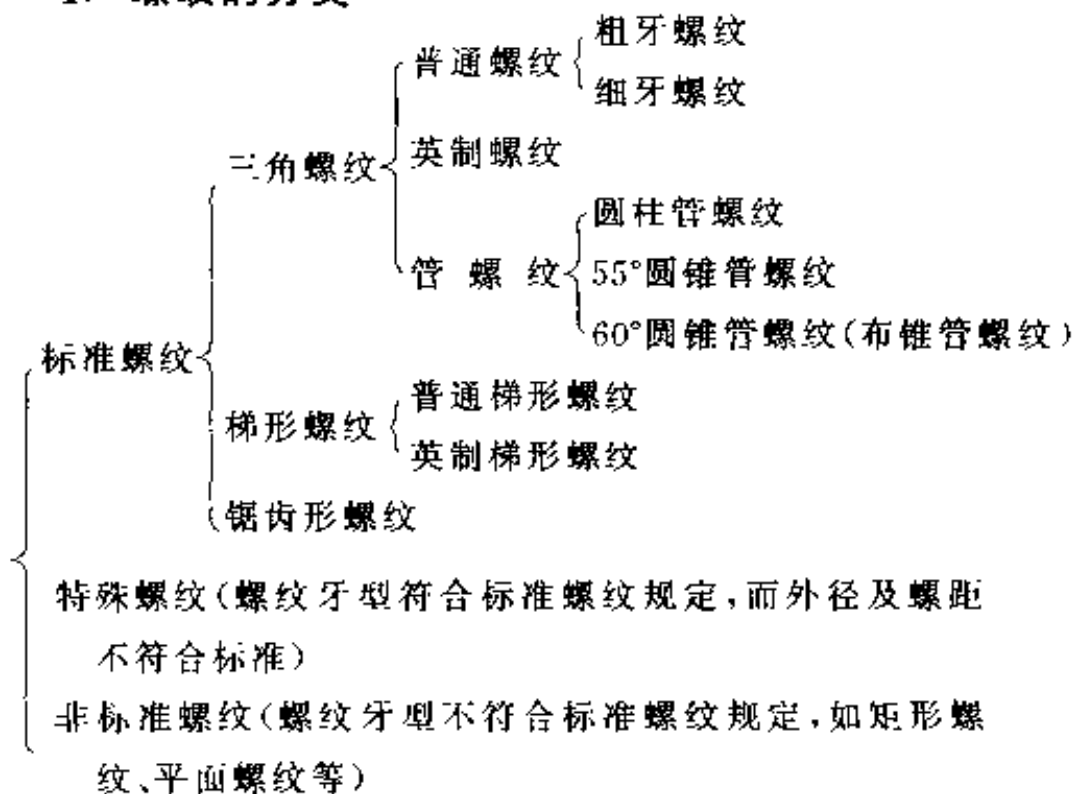 普通螺纹
粗牙螺纹
细牙螺纹
三角螺纹
英制螺纹
管 螺 纹
圆柱管螺纹
55°圆锥管螺纹
60°圆锥管螺纹(布锥管螺纹)
标准螺纹
梯形螺纹
普通梯形螺纹
英制梯形螺纹
锯齿形螺纹
特殊螺纹(螺纹牙型符合标准螺纹规定,而外径及螺距
不符合标准)
非标准螺纹(螺纹牙型不符合标准螺纹规定,如矩形螺
纹、平面螺纹等)